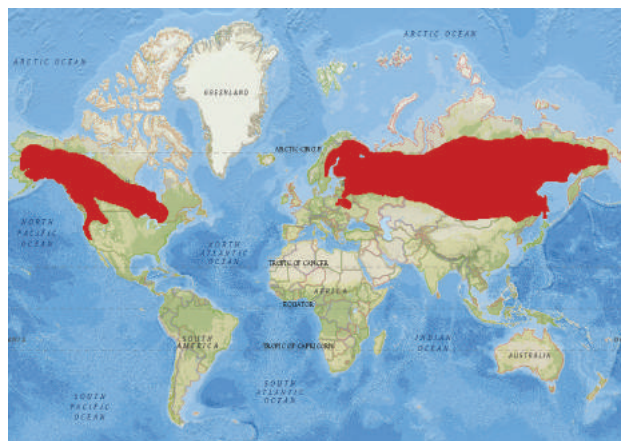 ARCTIC OCEAN
ARCTIC OCEAN
GREENLAND
ARCTIC CIRCLE
NORTH
PACIFIC
OCEAN
NORTH
ATLANTIC
OCEAN
TROPIC OF CANCER
AFRICA
EQUATOR
SOUTH
AMERICA
INDIAN
OCEAN
TROPIC OF CAPRICORN
AUSTRALIA
SOUTH
PACIFIC
OCEAN
SOUTH
ATLANTIC
OCEAN